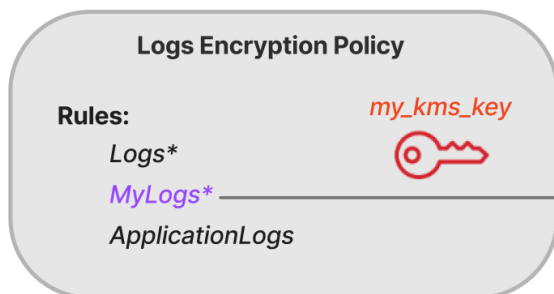 Logs Encryption Policy
Rules:
my_kms_key
Logs*
MyLogs*
ApplicationLogs